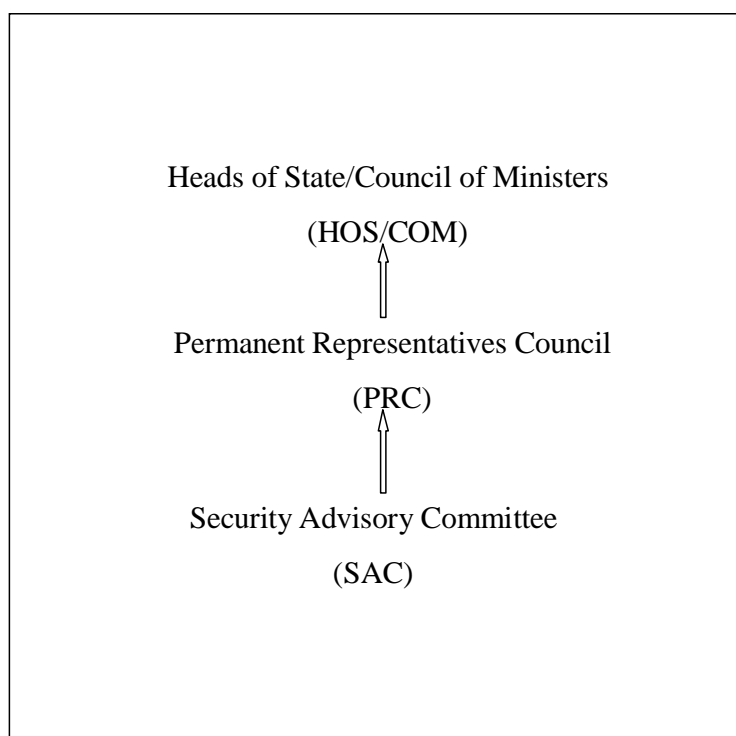 Heads of State/Council of Ministers
(HOS/COM)
Permanent Representatives Council
(PRC)
Security Advisory Committee
(SAC)